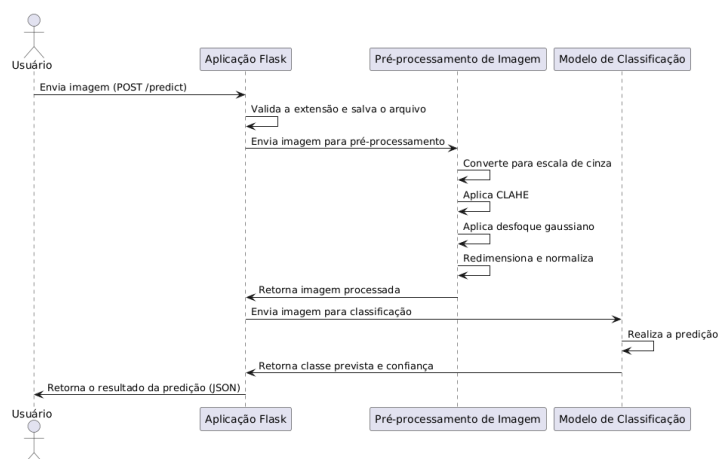 Usuário
Aplicação Flask
Pré-processamento de Imagem
Modelo de Classificação
Envia imagem (POST /predict)
Valida a extensão e salva o arquivo
Envia imagem para pré-processamento
Converte para escala de cinza
Aplica CLAHE
Aplica desfoque gaussiano
Redimensiona e normaliza
Retorna imagem processada
Envia imagem para classificação
Realiza a predição
Retorna classe prevista e confiança
Retorna o resultado da predição (JSON)
Usuário
Aplicação Flask
Pré-processamento de Imagem
Modelo de Classificação